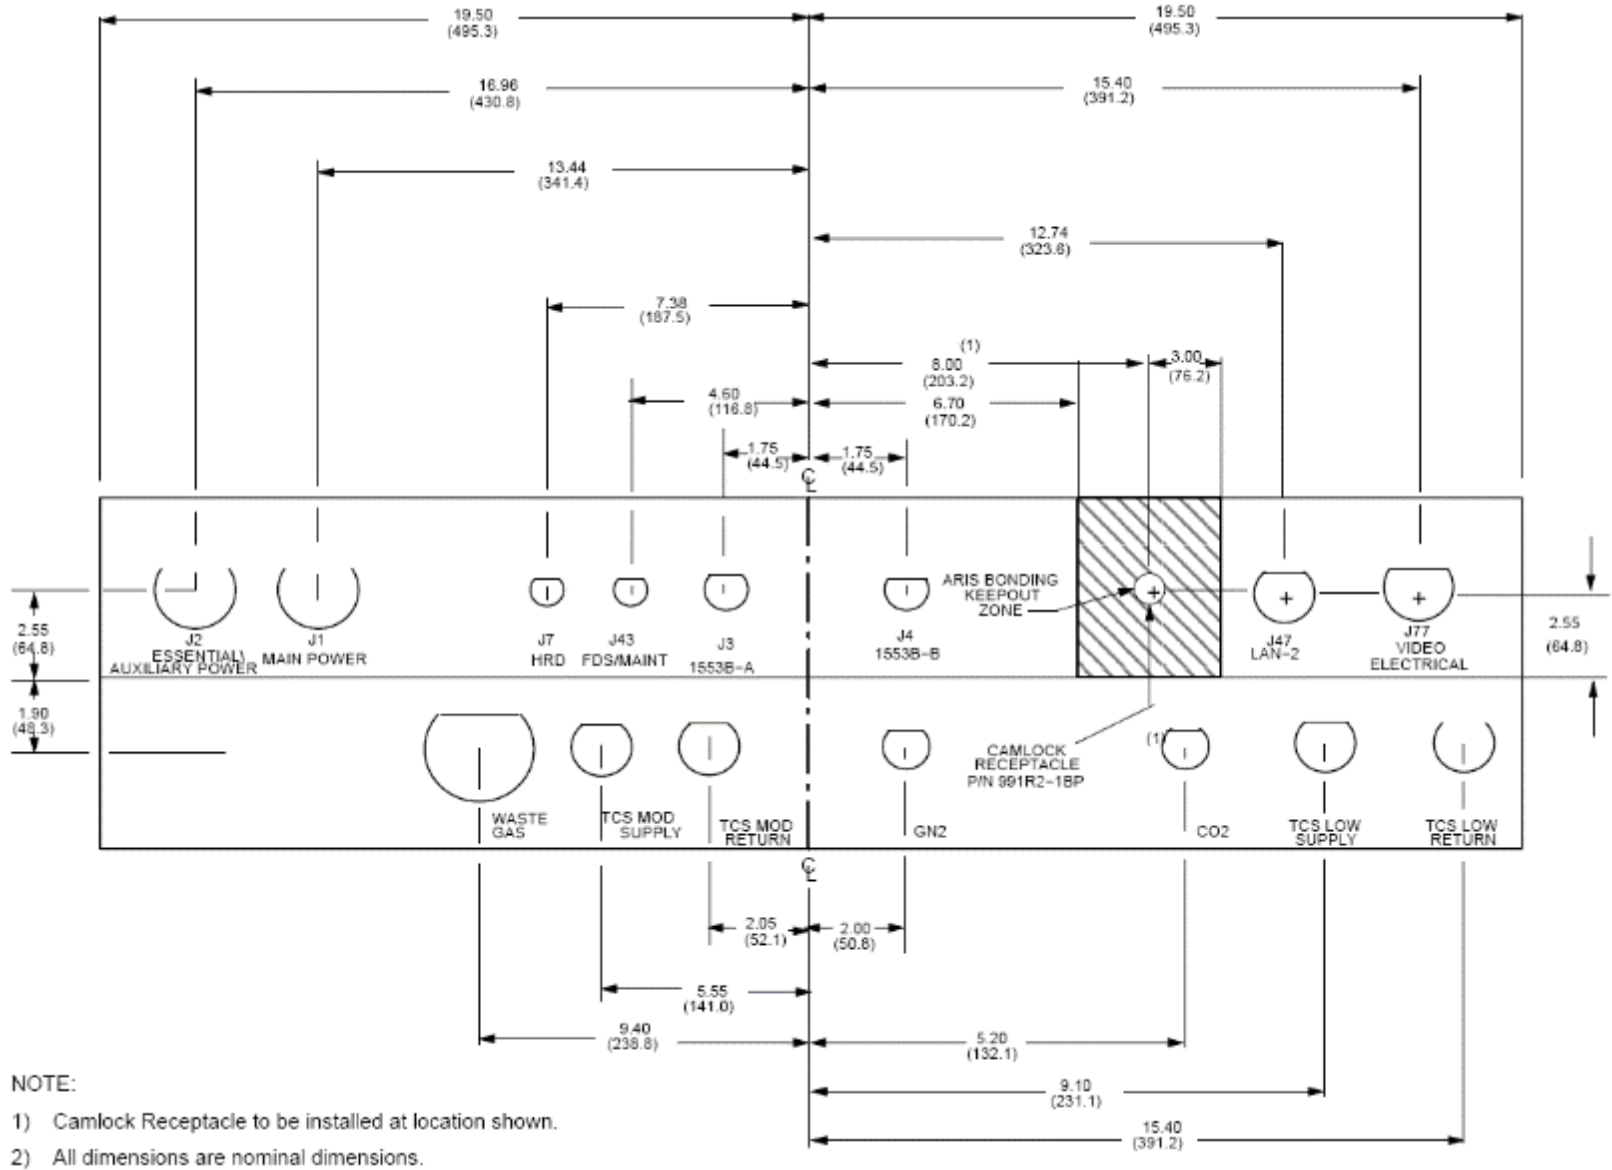 19.50
(495.3)
19.50
(495.3)
16.96
(430.8)
15.40
(391.2)
13.44
(341.4)
12.74
(323.6)
7.38
(187.5)
(1)
8.00
(203.2)
3.00
(76.2)
4.60
(116.8)
6.70
(170.2)
1.75
(44.5)
1.75
(44.5)
C
L
2.55
(64.8)
J2
ESSENTIAL\
AUXILIARY POWER
J1
MAIN POWER
J7
HRD
J43
FDS/MAINT
J3
1553B-A
J4
1553B-B
ARIS BONDING
KEEPOUT
ZONE
J47
LAN-2
J77
VIDEO
ELECTRICAL
2.55
(64.8)
1.90
(48.3)
WASTE
GAS
TCS MOD
SUPPLY
TCS MOD
RETURN
GN2
CAMLOCK
RECEPTACLE
P/N 991R2-1BP
(1)
CO2
TCS LOW
SUPPLY
TCS LOW
RETURN
C
L
2.05
(52.1)
2.00
(50.8)
5.55
(141.0)
9.40
(238.8)
5.20
(132.1)
9.10
(231.1)
15.40
(391.2)
NOTE:
1) Camlock Receptacle to be installed at location shown.
2) All dimensions are nominal dimensions.